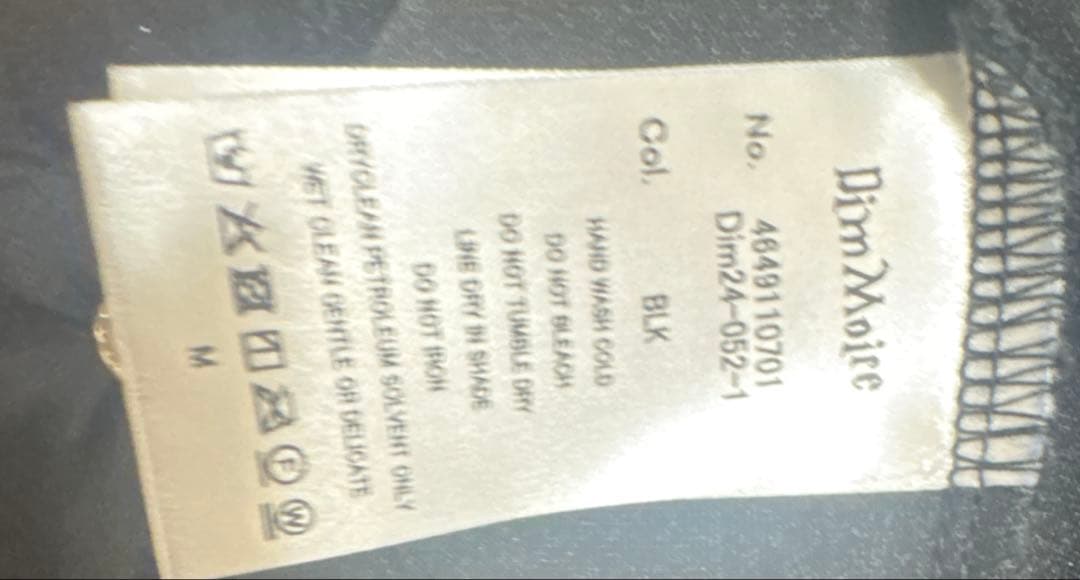 DimMoire
No. 4649110701
Dim24-052-1
Col. BLK
HAND WASH COLD
DO NOT BLEACH
DO NOT TUMBLE DRY
LINE DRY IN SHADE
DO NOT IRON
DRYCLEAN PETROLEUM SOLVENT ONLY
WET CLEAN GENTLE OR DELICATE
F W
M